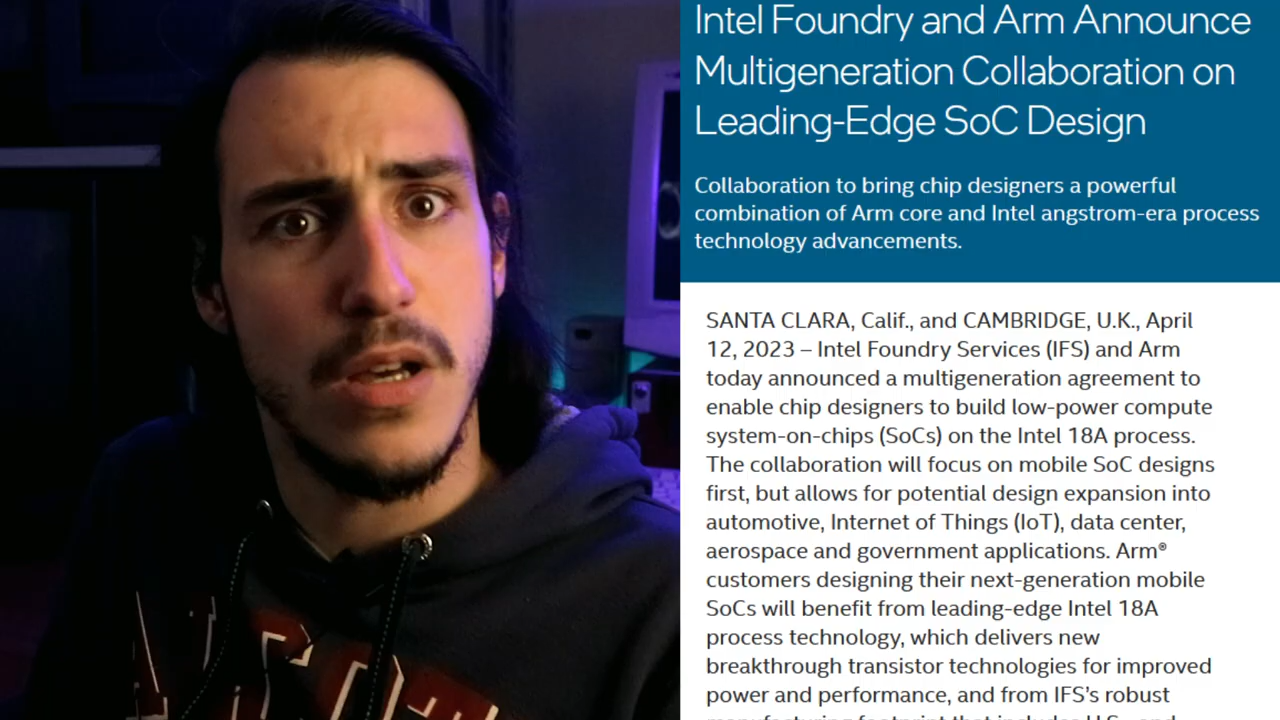 Intel Foundry and Arm Announce
Multigeneration Collaboration on
Leading-Edge SoC Design
Collaboration to bring chip designers a powerful
combination of Arm core and Intel angstrom-era process
technology advancements.
SANTA CLARA, Calif., and CAMBRIDGE, U.K., April
12, 2023 – Intel Foundry Services (IFS) and Arm
today announced a multigeneration agreement to
enable chip designers to build low-power compute
system-on-chips (SoCs) on the Intel 18A process.
The collaboration will focus on mobile SoC designs
first, but allows for potential design expansion into
automotive, Internet of Things (IoT), data center,
aerospace and government applications. Arm®
customers designing their next-generation mobile
SoCs will benefit from leading-edge Intel 18A
process technology, which delivers new
breakthrough transistor technologies for improved
power and performance, and from IFS’s robust
manufacturing footprint that includes U.S.- and